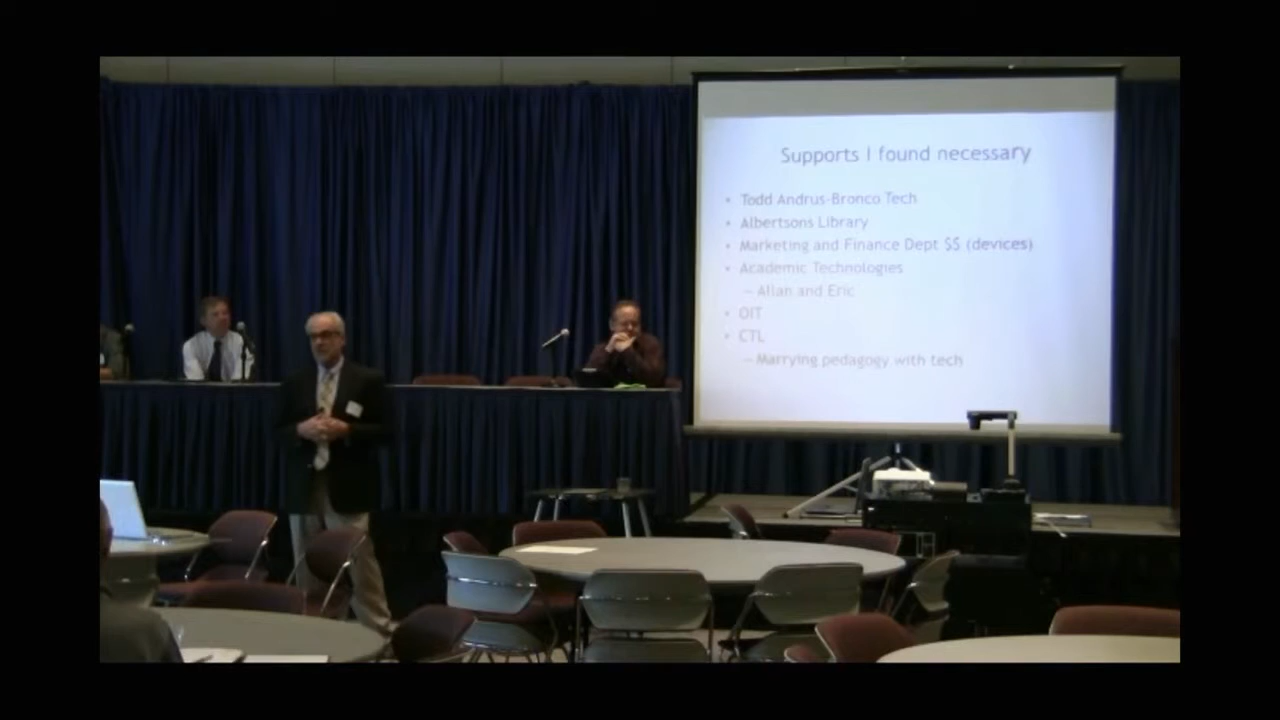 Supports I found necessary
• Todd Andrus-Bronco Tech
• Albertsons Library
• Marketing and Finance Dept $$ (devices)
• Academic Technologies
– Allan and Eric
• OIT
• CTL
– Marrying pedagogy with tech